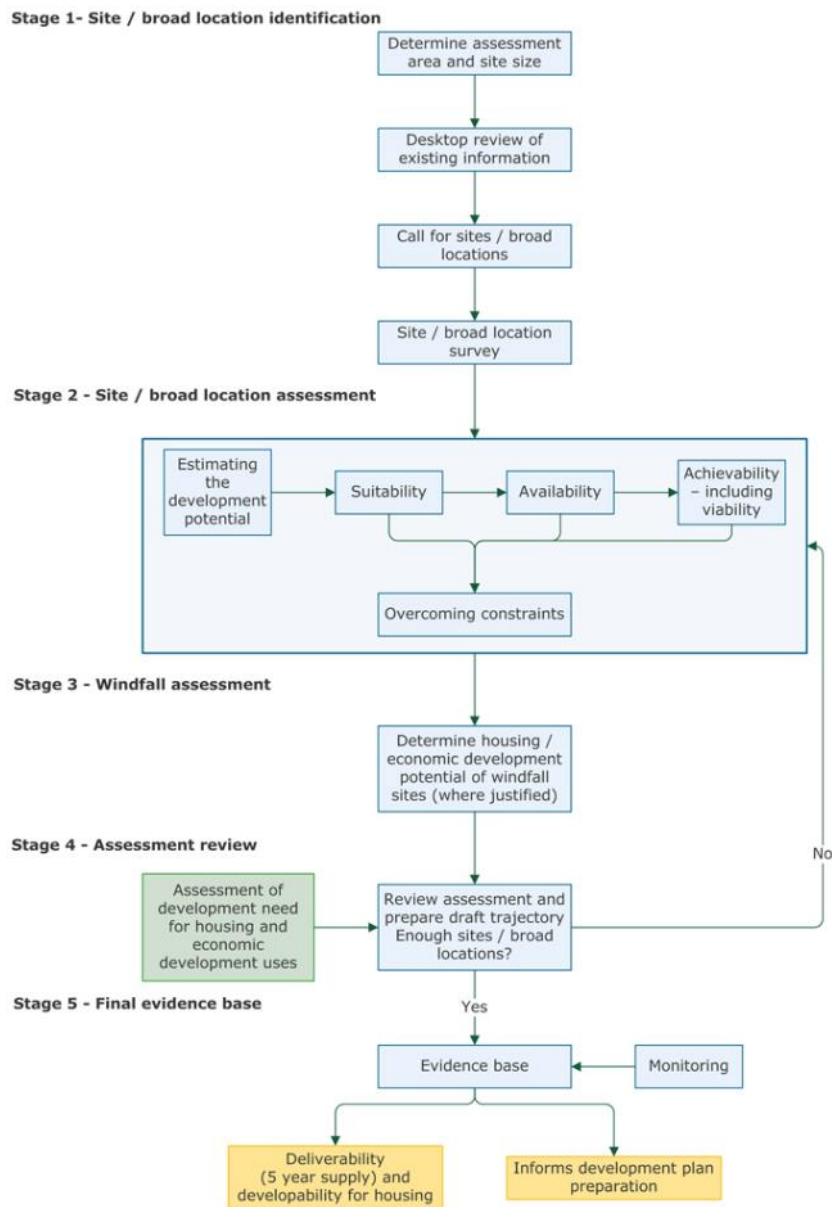 Stage 1- Site / broad location identification
Determine assessment
area and site size
Desktop review of
existing information
Call for sites / broad
locations
Site / broad location
survey
Stage 2 - Site / broad location assessment
Estimating
the
development
potential
Suitability
Availability
Achievability
– including
viability
Overcoming constraints
Stage 3 - Windfall assessment
Determine housing /
economic development
potential of windfall
sites (where justified)
Stage 4 - Assessment review
No
Assessment of
development need
for housing and
economic
development uses
Review assessment and
prepare draft trajectory
Enough sites / broad
locations?
Stage 5 - Final evidence base
Yes
Evidence base
Monitoring
Deliverability
(5 year supply) and
developability for housing
Informs development plan
preparation